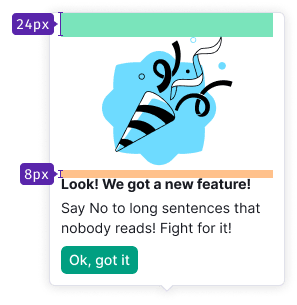 24px
8px
Look! We got a new feature!
Say No to long sentences that
nobody reads! Fight for it!
Ok, got it